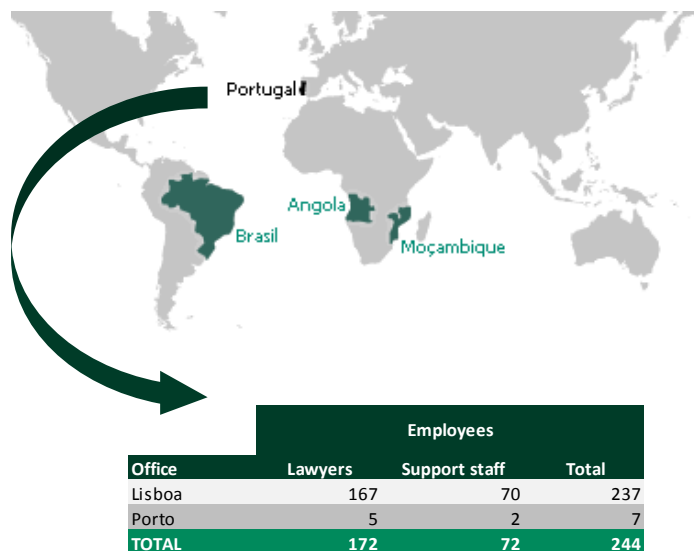 Portugal
Angola
Brasil
Moçambique
Employees
Office Lawyers Support staff Total
Lisboa 167 70 237
Porto 5 2 7
TOTAL 172 72 244